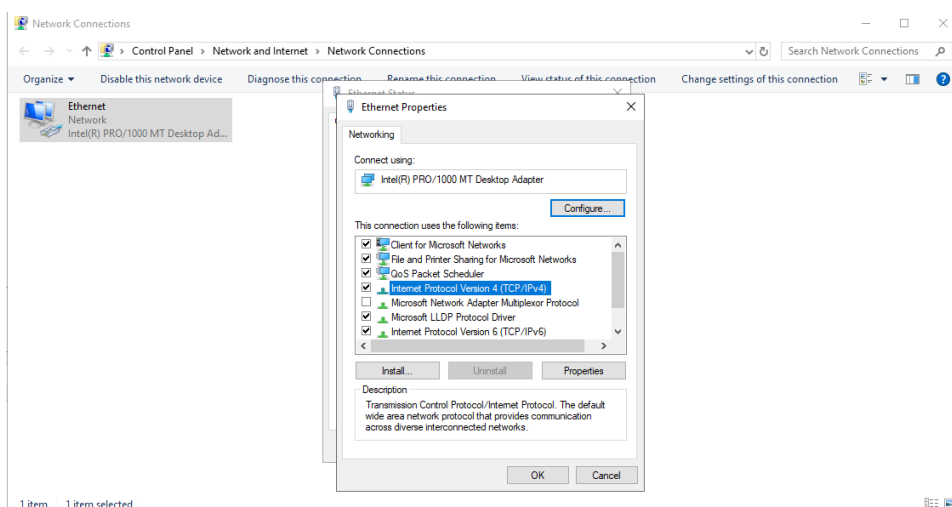 Network Connections
Control Panel > Network and Internet > Network Connections
Search Network Connections
Organize Disable this network device Diagnose this connection Rename this connection View status of this connection Change settings of this connection
Ethernet
Network
Intel(R) PRO/1000 MT Desktop Ad...
Ethernet Status
Ethernet Properties
Networking
Connect using:
Intel(R) PRO/1000 MT Desktop Adapter
Configure...
This connection uses the following items:
Client for Microsoft Networks
File and Printer Sharing for Microsoft Networks
QoS Packet Scheduler
Internet Protocol Version 4 (TCP/IPv4)
Microsoft Network Adapter Multiplexor Protocol
Microsoft LLDP Protocol Driver
Internet Protocol Version 6 (TCP/IPv6)
Install... Uninstall Properties
Description
Transmission Control Protocol/Internet Protocol. The default
wide area network protocol that provides communication
across diverse interconnected networks.
OK Cancel
1 item 1 item selected